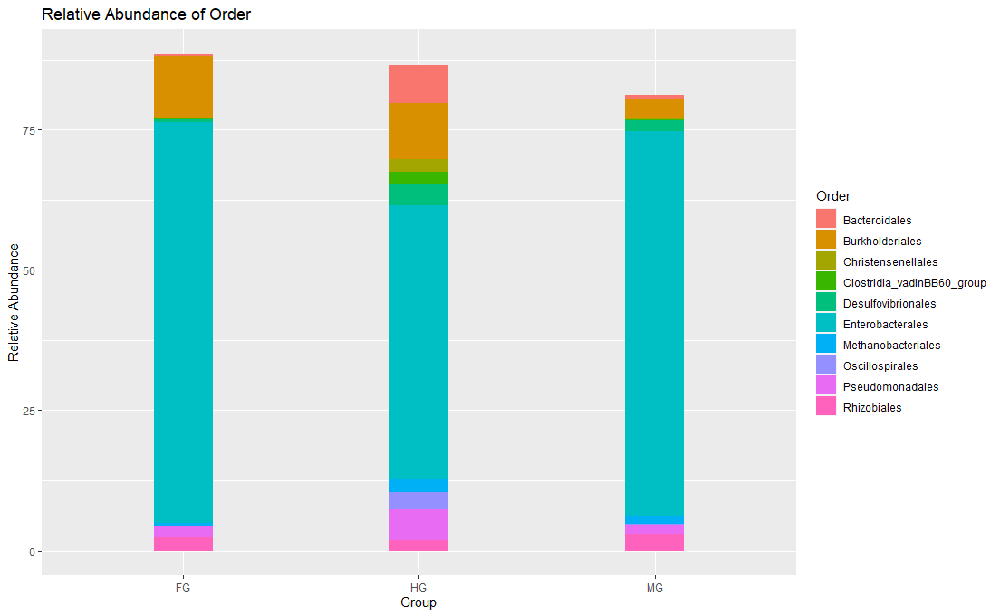 Relative Abundance of Order
Relative Abundance
75
50
25
0
FG
HG
MG
Group
Order
Bacteroidales
Burkholderiales
Christensenellales
Clostridia_vadinBB60_group
Desulfovibrionales
Enterobacterales
Methanobacteriales
Oscillospirales
Pseudomonadales
Rhizobiales